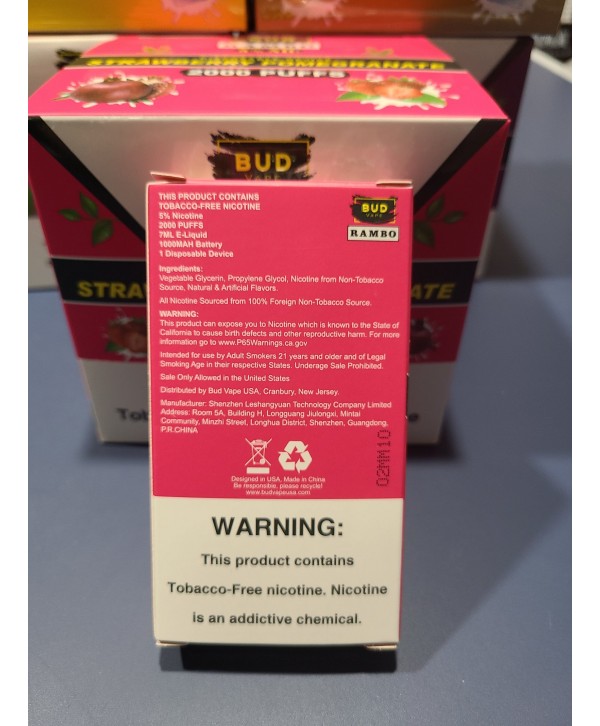 BUD
STRAWBERRY POMEGRANATE
2000 PUFFS
BUD
VAPE
THIS PRODUCT CONTAINS
TOBACCO-FREE NICOTINE
5% Nicotine
2000 PUFFS
7ML E-Liquid
1000MAH Battery
1 Disposable Device
BUD
VAPE
RAMBO
Ingredients:
Vegetable Glycerin, Propylene Glycol, Nicotine from Non-Tobacco
Source, Natural & Artificial Flavors.
All Nicotine Sourced from 100% Foreign Non-Tobacco Source.
WARNING:
This product can expose you to Nicotine which is known to the State of
California to cause birth defects and other reproductive harm. For more
information go to www.P65Warnings.ca.gov
Intended for use by Adult Smokers 21 years and older and of Legal
Smoking Age in their respective States. Underage Sale Prohibited.
Sale Only Allowed in the United States
Distributed by Bud Vape USA, Cranbury, New Jersey.
Manufacturer: Shenzhen Leshangyuan Technology Company Limited
Address: Room 5A, Building H, Longguang Jiulongxi, Mintai
Community, Minzhi Streel, Longhua District, Shenzhen, Guangdong,
P.R.CHINA
02MM10
Designed in USA, Made in China
Be responsible, please recycle!
www.budvapeusa.com
WARNING:
This product contains
Tobacco-Free nicotine. Nicotine
is an addictive chemical.
STRA
ATE
Tob